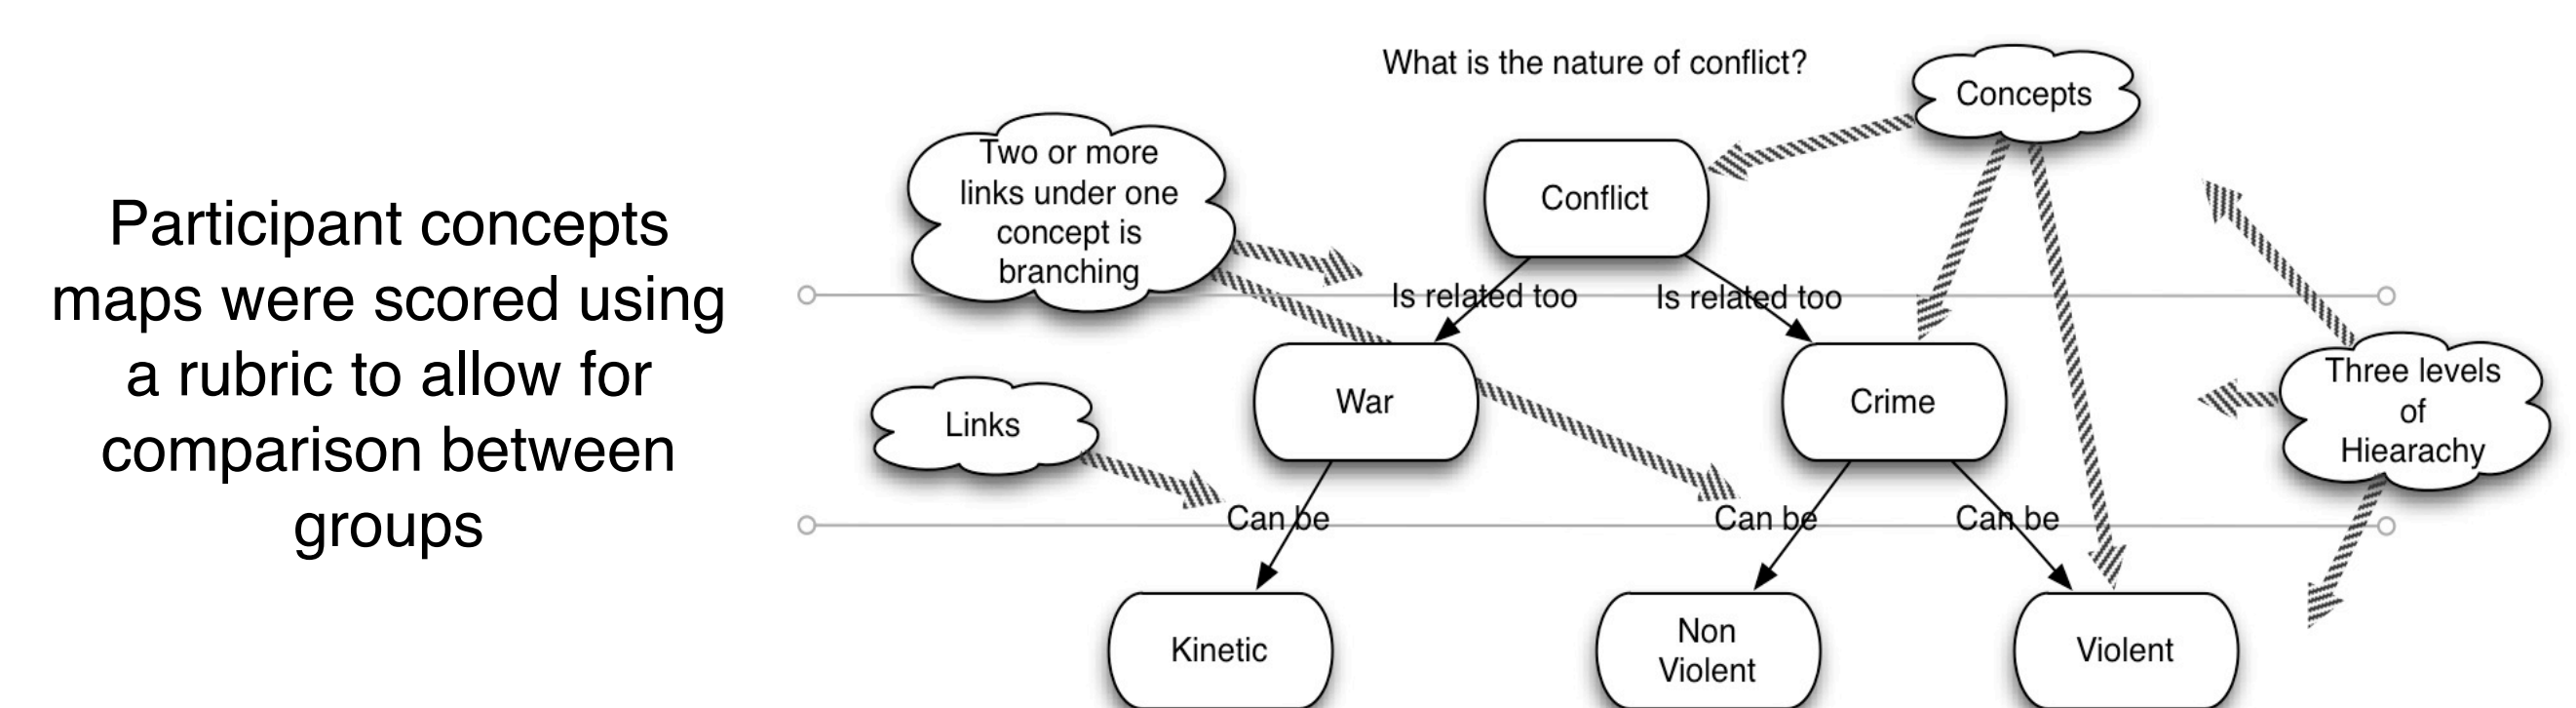 Participant concepts
maps were scored using
a rubric to allow for
comparison between
groups
What is the nature of conflict?
Concepts
Two or more
links under one
concept is
branching
Conflict
Is related too
Is related too
Three levels
of
Hiearachy
War
Crime
Links
Can be
Can be
Can be
Kinetic
Non
Violent
Violent